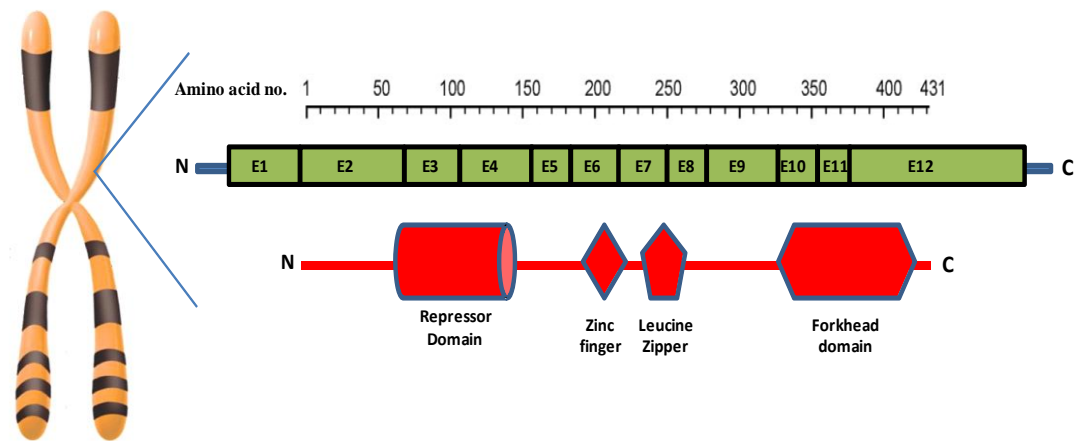 Amino acid no. 1 50 100 150 200 250 300 350 400 431
N E1 E2 E3 E4 E5 E6 E7 E8 E9 E10 E11 E12 C
N C
Repressor
Domain
Zinc
finger
Leucine
Zipper
Forkhead
domain